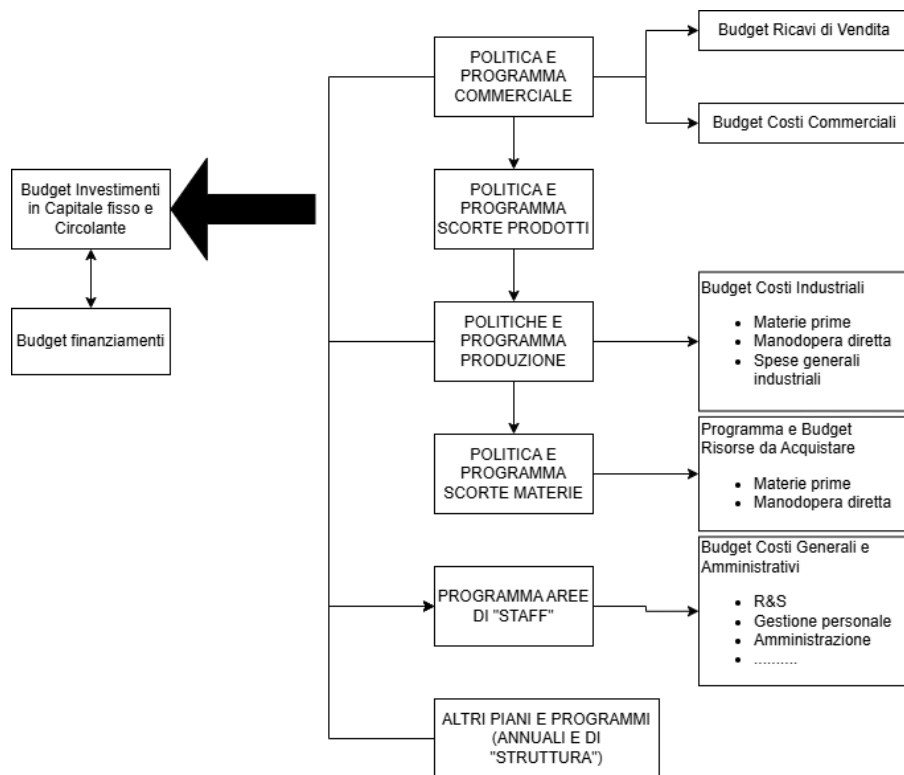 POLITICA E
PROGRAMMA
COMMERCIALE
Budget Ricavi di Vendita
Budget Costi Commerciali
Budget Investimenti
in Capitale fisso e
Circolante
Budget finanziamenti
POLITICA E
PROGRAMMA
SCORTE PRODOTTI
POLITICHE E
PROGRAMMA
PRODUZIONE
Budget Costi Industriali
• Materie prime
• Manodopera diretta
• Spese generali
industriali
POLITICA E
PROGRAMMA
SCORTE MATERIE
Programma e Budget
Risorse da Acquistare
• Materie prime
• Manodopera diretta
PROGRAMMA AREE
DI "STAFF"
Budget Costi Generali e
Amministrativi
• R&S
• Gestione personale
• Amministrazione
• ..........
ALTRI PIANI E PROGRAMMI
(ANNUALI E DI
"STRUTTURA")